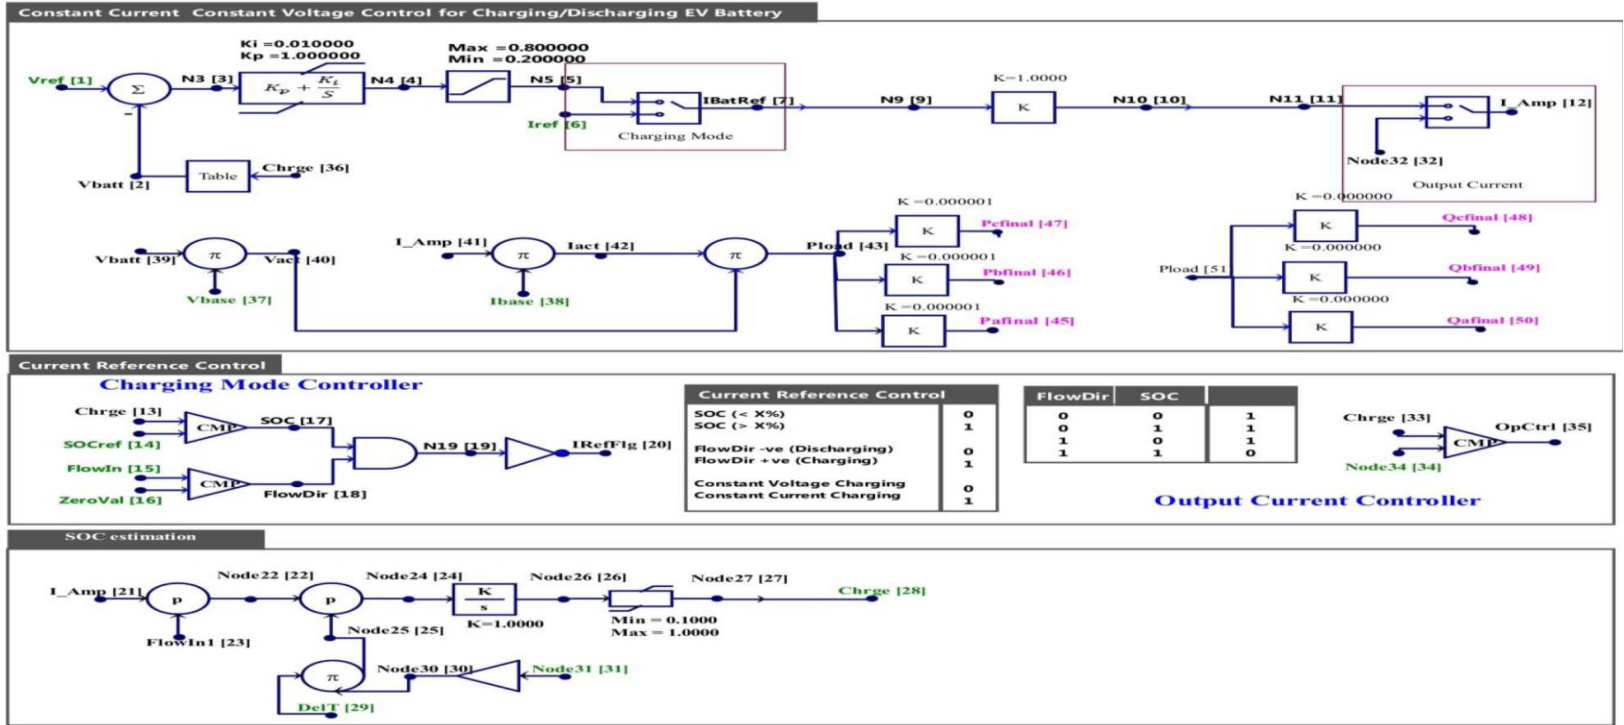 Constant Current Constant Voltage Control for Charging/Discharging EV Battery
Ki =0.010000
Kp =1.000000
Max =0.800000
Min =0.200000
Vref [1]
Σ
-
N3 [3]
Kp + Ki/S
N4 [4]
N5 [5]
Iref [6]
IBatRef [7]
Charging Mode
N9 [9]
K=1.0000
K
N10 [10]
N11 [11]
I_Amp [12]
Node32 [32]
Output Current
Vbatt [2]
Table
Chrge [36]
Vbatt [39]
π
Vact [40]
Vbase [37]
I_Amp [41]
π
Iact [42]
Ibase [38]
π
Pload [43]
K =0.000001
K
Pcfinal [47]
K =0.000001
K
Pbfinal [46]
K =0.000001
K
Pafinal [45]
Pload [51]
K =0.000000
K
Qcfinal [48]
K =0.000000
K
Qbfinal [49]
K =0.000000
K
Qafinal [50]
Current Reference Control
Charging Mode Controller
Chrge [13]
SOCref [14]
CMP
SOC [17]
FlowIn [15]
ZeroVal [16]
CMP
FlowDir [18]
N19 [19]
IRefFlg [20]
Current Reference Control
SOC (< X%) 0
SOC (> X%) 1
FlowDir -ve (Discharging) 0
FlowDir +ve (Charging) 1
Constant Voltage Charging 0
Constant Current Charging 1
FlowDir SOC
0 0 1
0 1 1
1 0 1
1 1 0
Chrge [33]
Node34 [34]
CMP
OpCtrl [35]
Output Current Controller
SOC estimation
I_Amp [21]
p
FlowIn1 [23]
Node22 [22]
p
Node24 [24]
Node25 [25]
K
s
K=1.0000
Node26 [26]
Min = 0.1000
Max = 1.0000
Node27 [27]
Chrge [28]
π
DelT [29]
Node30 [30]
Node31 [31]